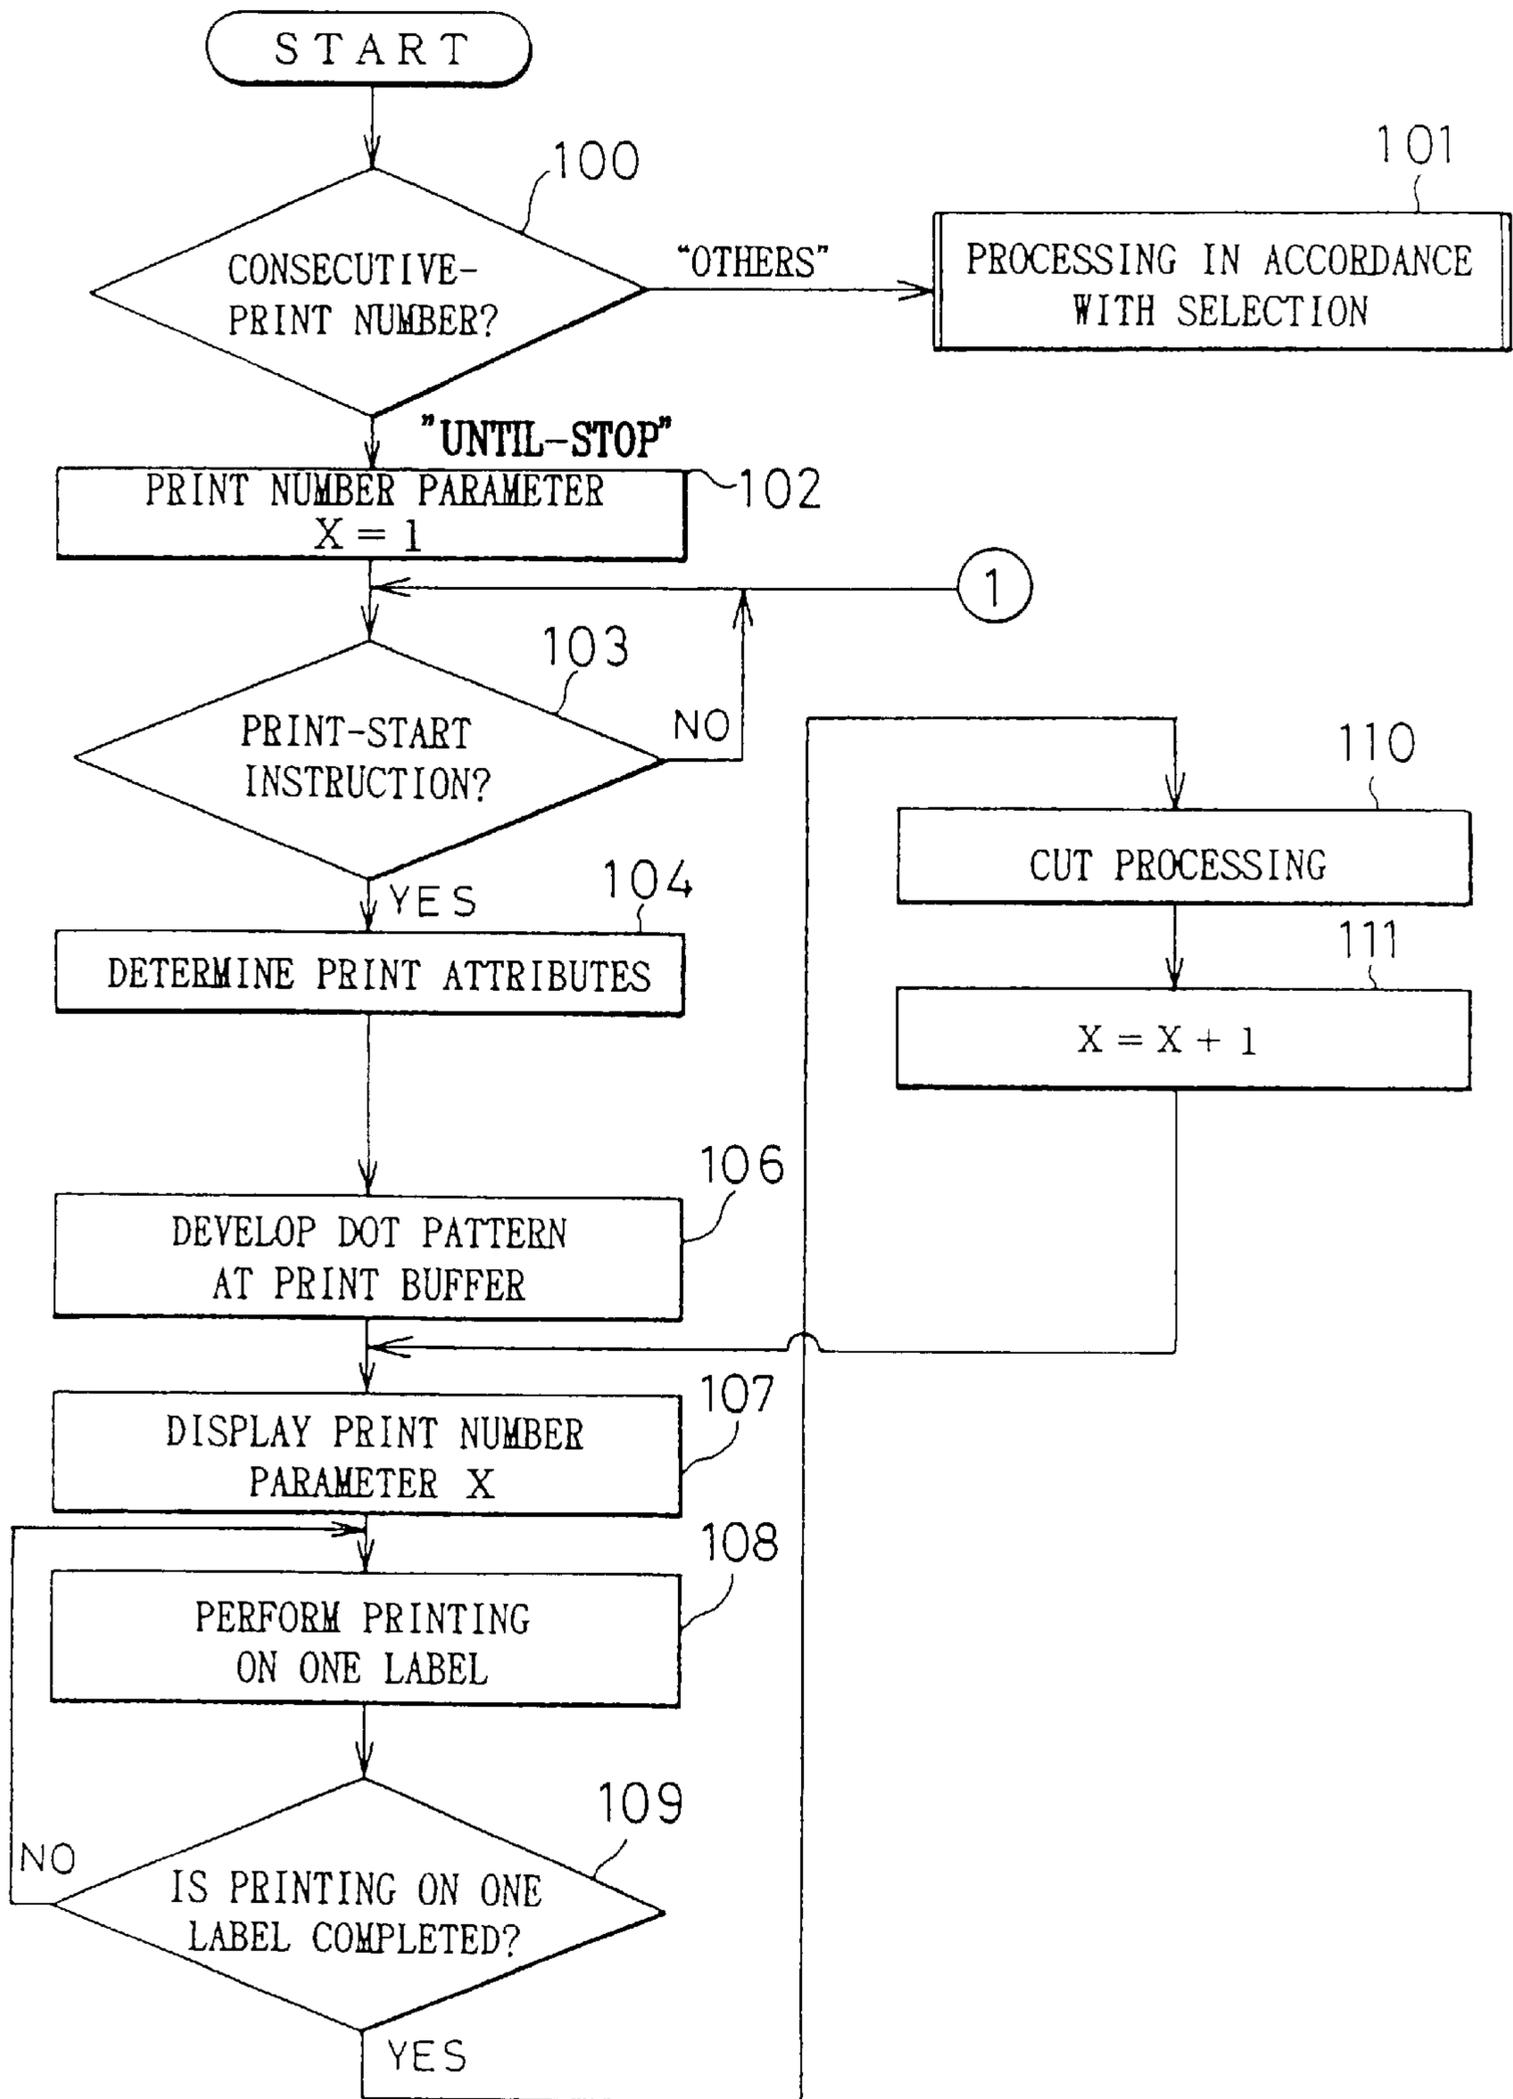 START
100
CONSECUTIVE-
PRINT NUMBER?
"OTHERS"
101
PROCESSING IN ACCORDANCE
WITH SELECTION
"UNTIL-STOP"
102
PRINT NUMBER PARAMETER
X = 1
1
103
PRINT-START
INSTRUCTION?
NO
YES
104
DETERMINE PRINT ATTRIBUTES
110
CUT PROCESSING
111
X = X + 1
106
DEVELOP DOT PATTERN
AT PRINT BUFFER
107
DISPLAY PRINT NUMBER
PARAMETER X
108
PERFORM PRINTING
ON ONE LABEL
109
NO
IS PRINTING ON ONE
LABEL COMPLETED?
YES